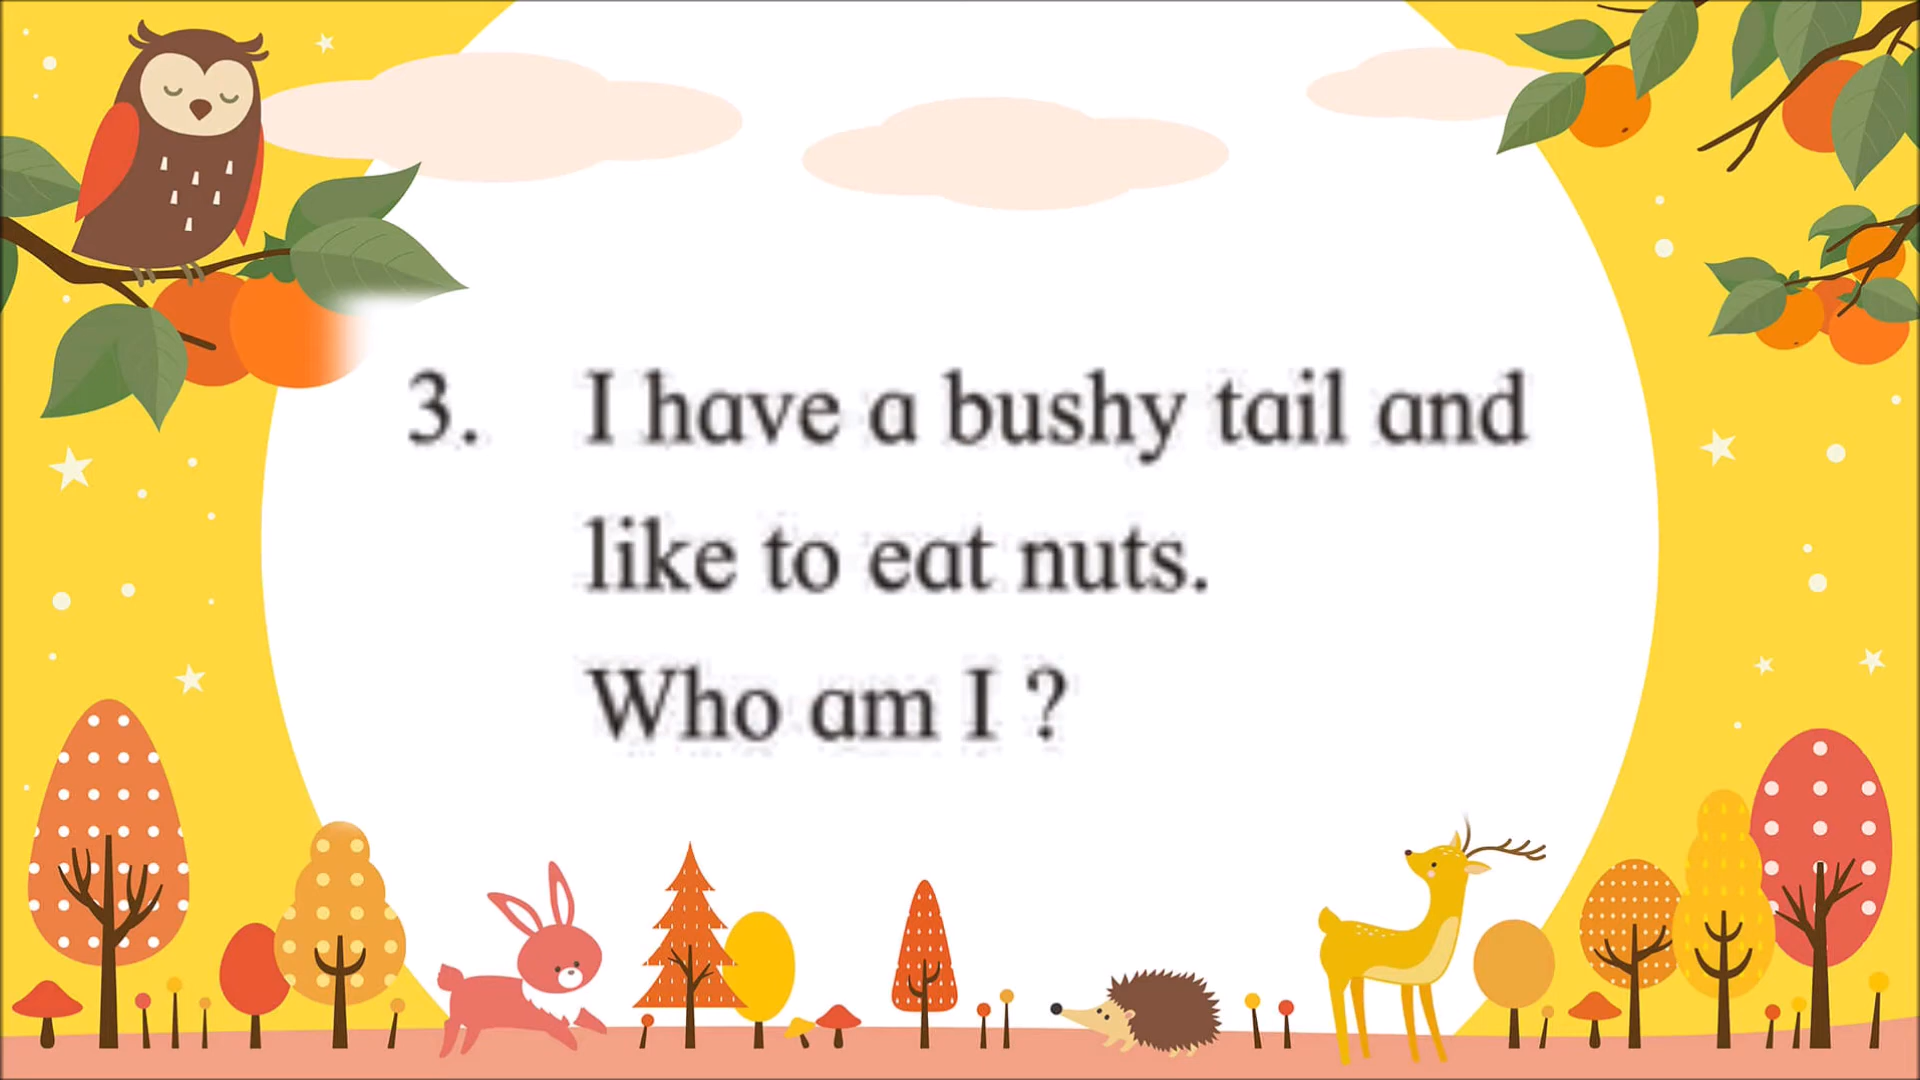 3. I have a bushy tail and
like to eat nuts.
Who am I ?